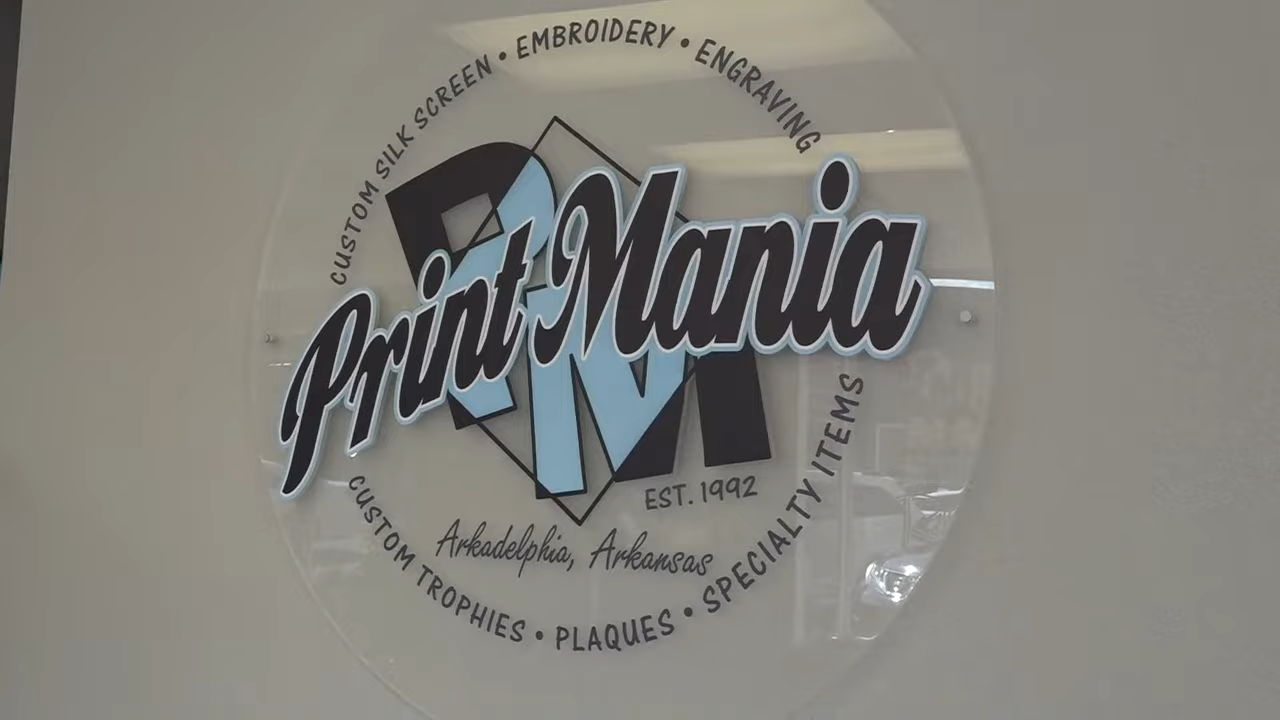 CUSTOM SILK SCREEN • EMBROIDERY • ENGRAVING
PM
Print Mania
EST. 1992
Arkadelphia, Arkansas
CUSTOM TROPHIES • PLAQUES • SPECIALTY ITEMS